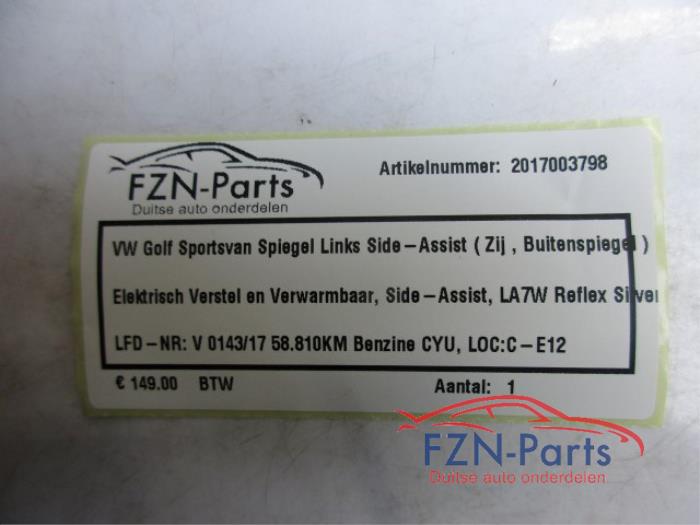 FZN-Parts
Duitse auto onderdelen
Artikelnummer: 2017003798
VW Golf Sportsvan Spiegel Links Side-Assist ( Zij , Buitenspiegel )
Elektrisch Verstel en Verwarmbaar, Side-Assist, LA7W Reflex Silver
LFD-NR: V 0143/17 58.810KM Benzine CYU, LOC:C-E12
€ 149.00 BTW Aantal: 1
FZN-Parts
Duitse auto onderdelen